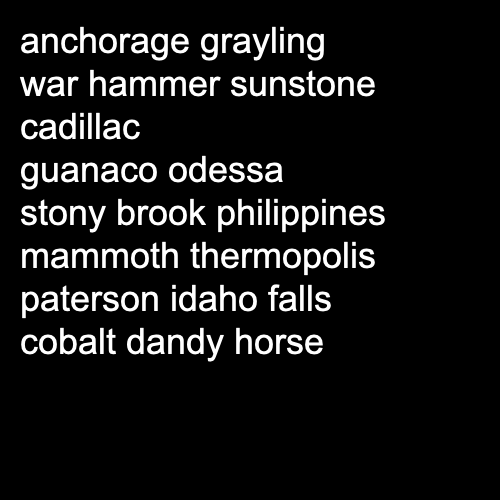 anchorage grayling
war hammer sunstone
cadillac
guanaco odessa
stony brook philippines
mammoth thermopolis
paterson idaho falls
cobalt dandy horse